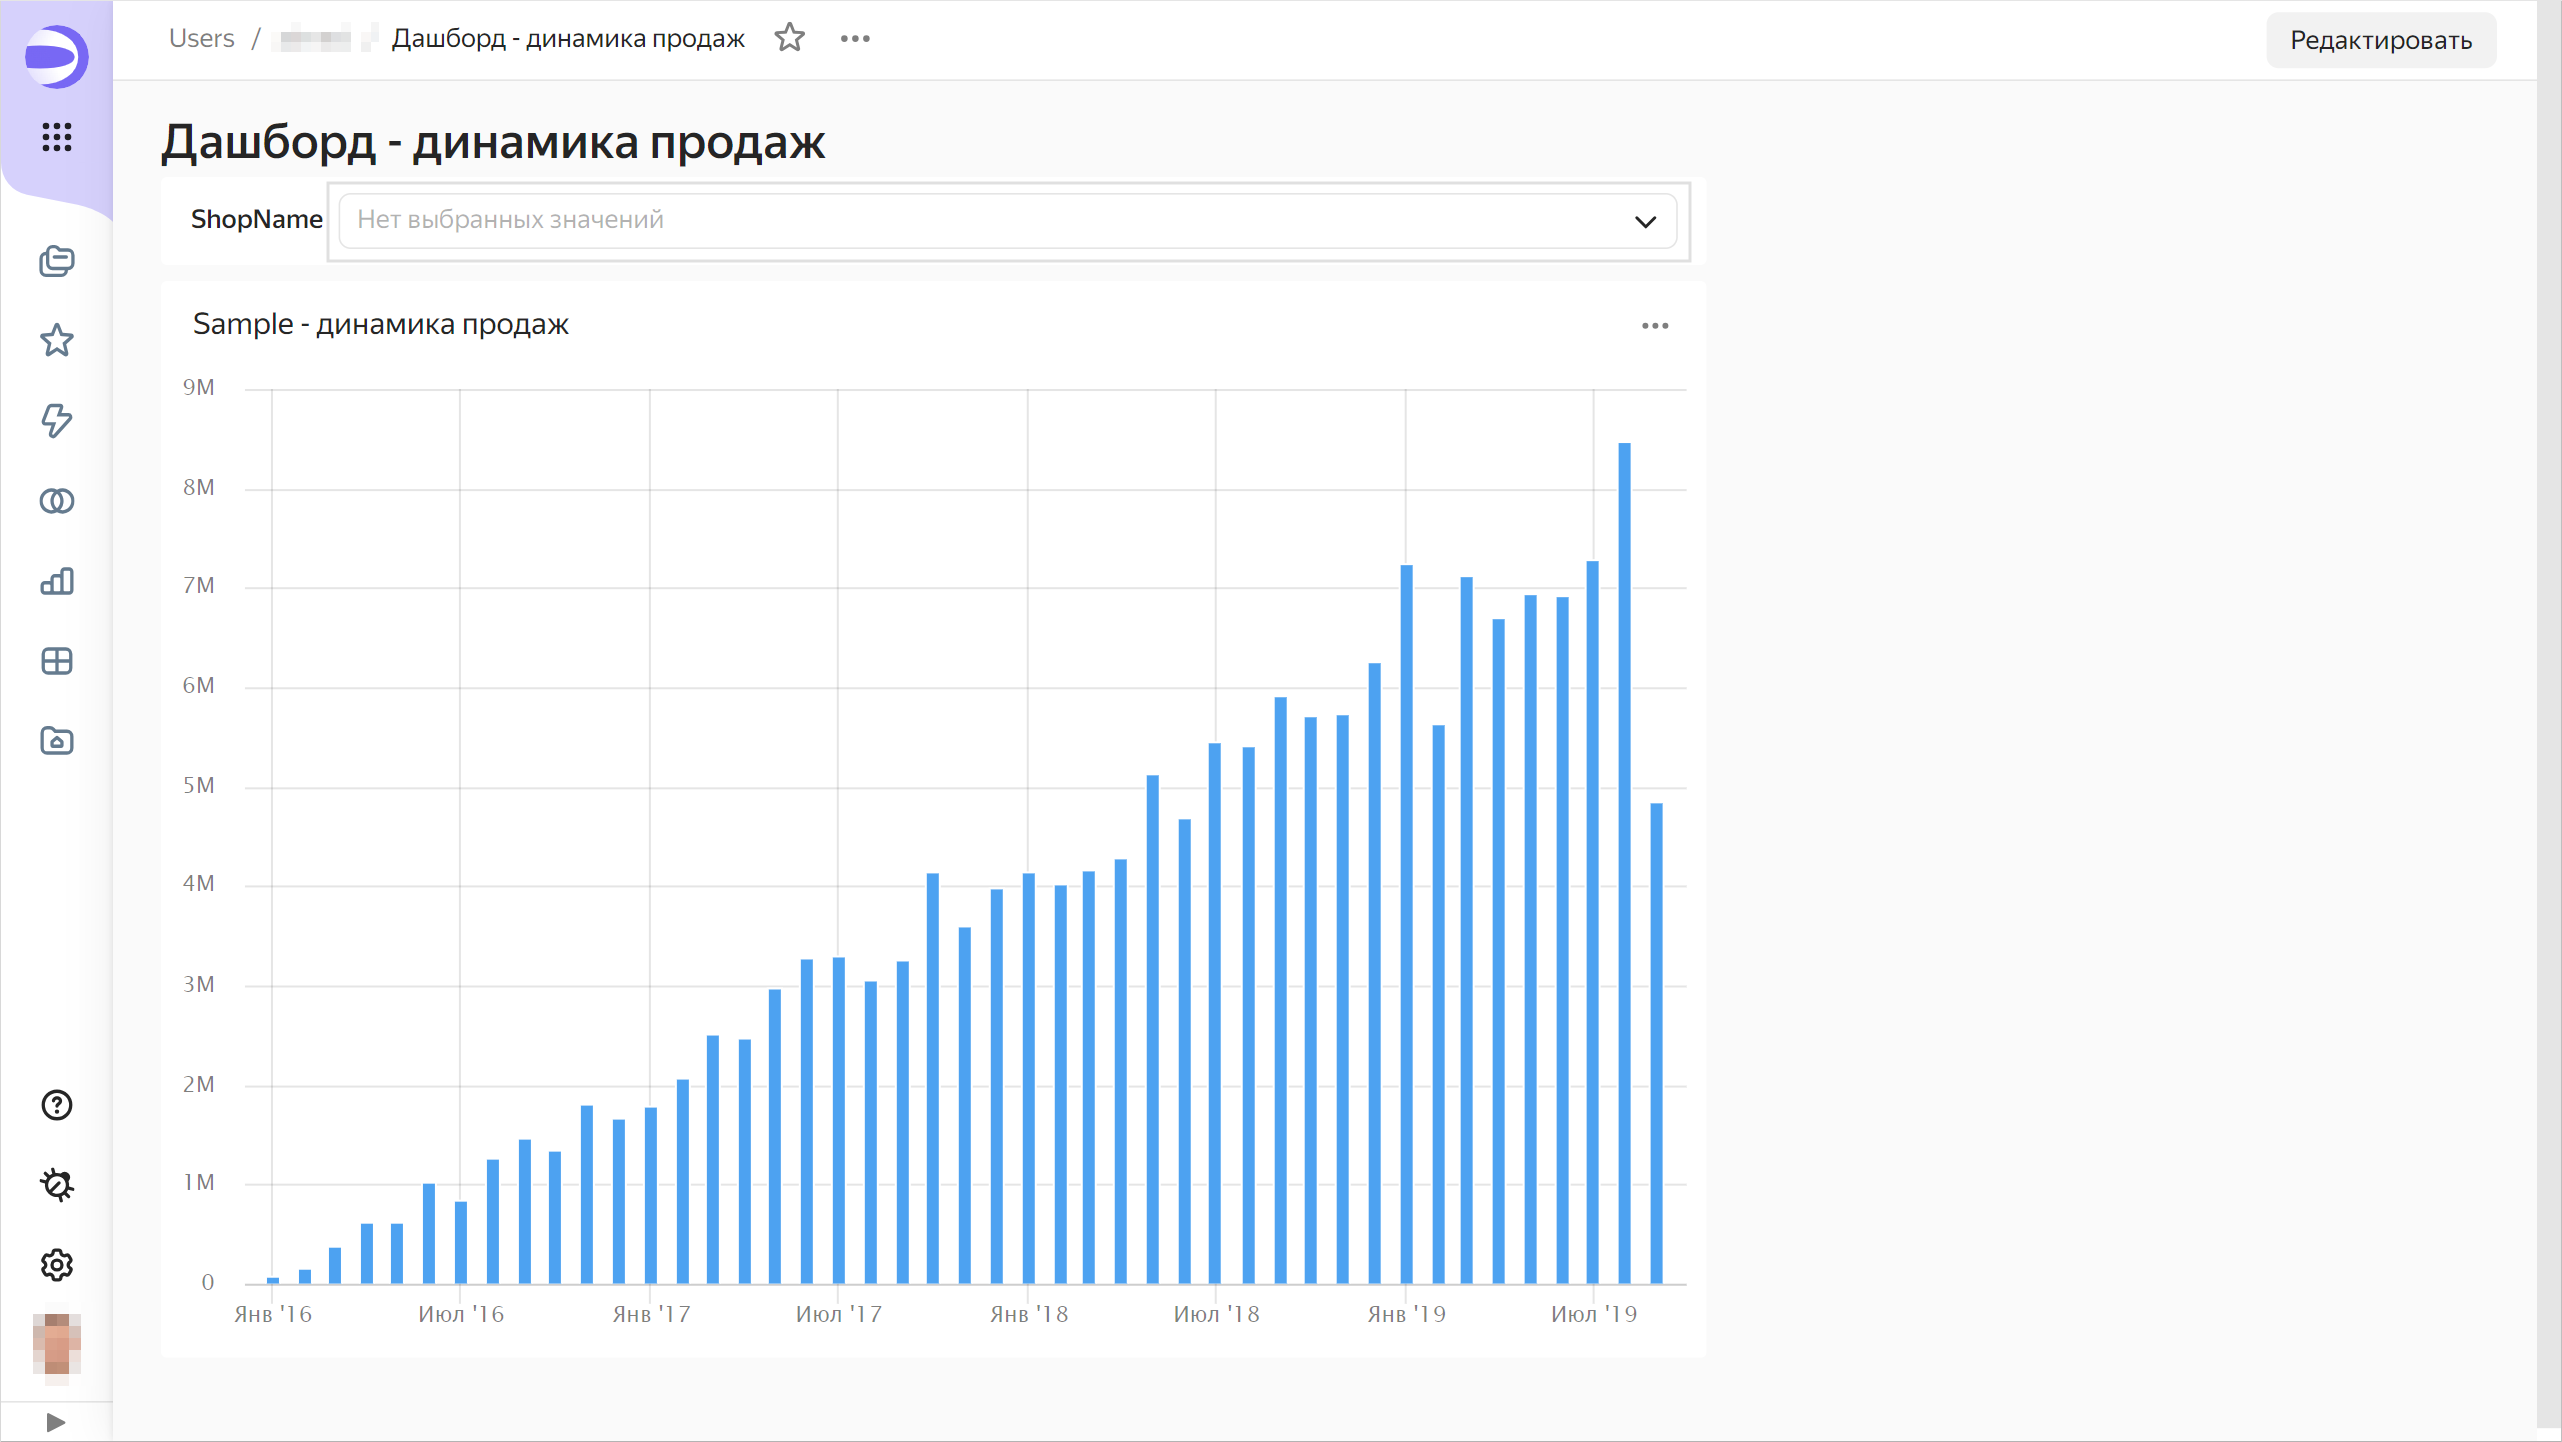 Users / Дашборд - динамика продаж
Редактировать
Дашборд - динамика продаж
ShopName Нет выбранных значений
Sample - динамика продаж
9M
8M
7M
6M
5M
4M
3M
2M
1M
0
Янв '16 Июл '16 Янв '17 Июл '17 Янв '18 Июл '18 Янв '19 Июл '19